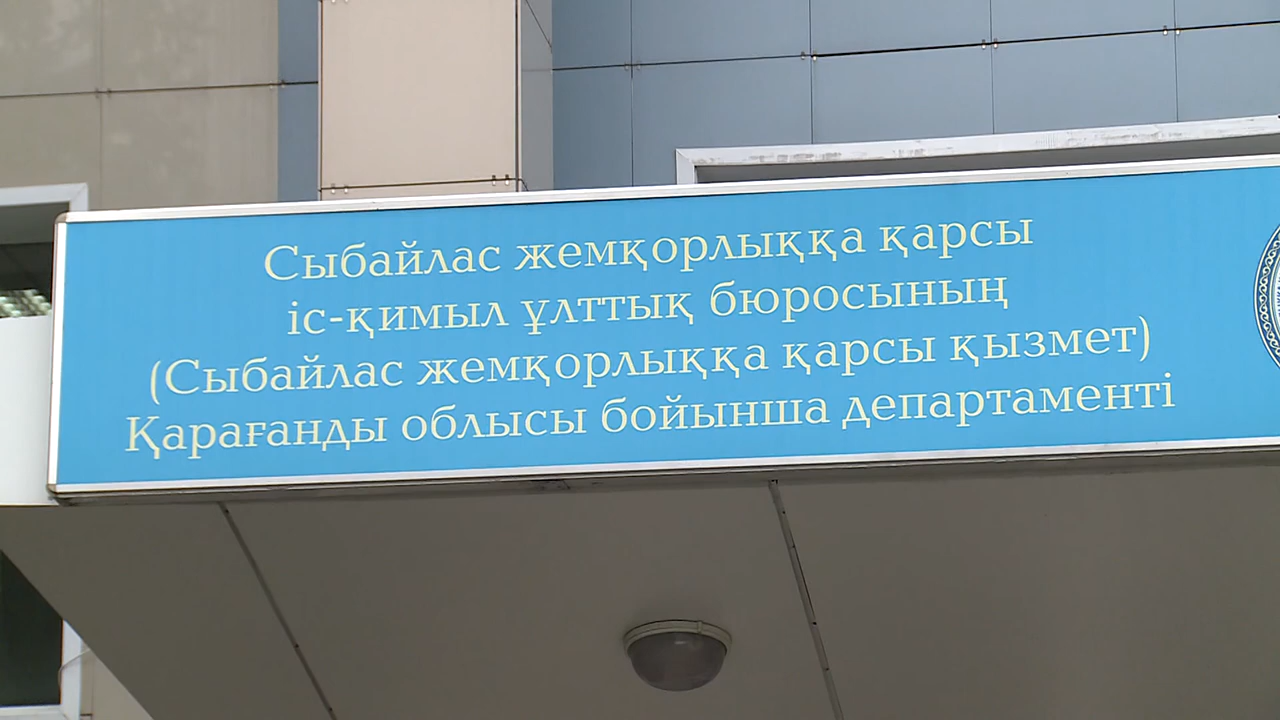 Сыбайлас жемқорлыққа қарсы
іс-қимыл ұлттық бюросының
(Сыбайлас жемқорлыққа қарсы қызмет)
Қарағанды облысы бойынша департаменті